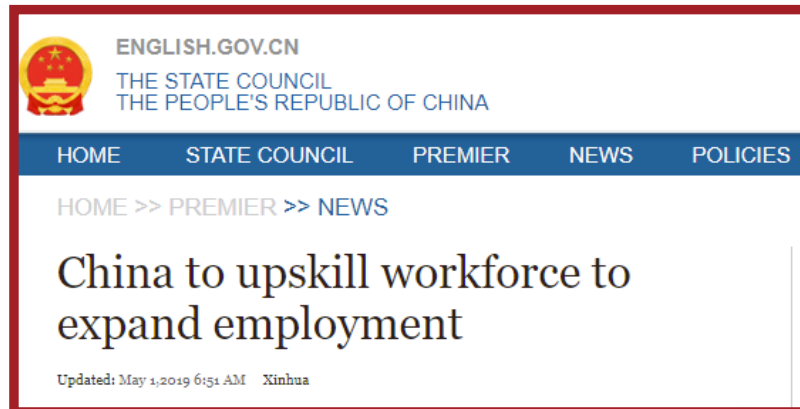 ENGLISH.GOV.CN
THE STATE COUNCIL
THE PEOPLE'S REPUBLIC OF CHINA
HOME STATE COUNCIL PREMIER NEWS POLICIES
HOME >> PREMIER >> NEWS
China to upskill workforce to
expand employment
Updated: May 1,2019 6:51 AM Xinhua